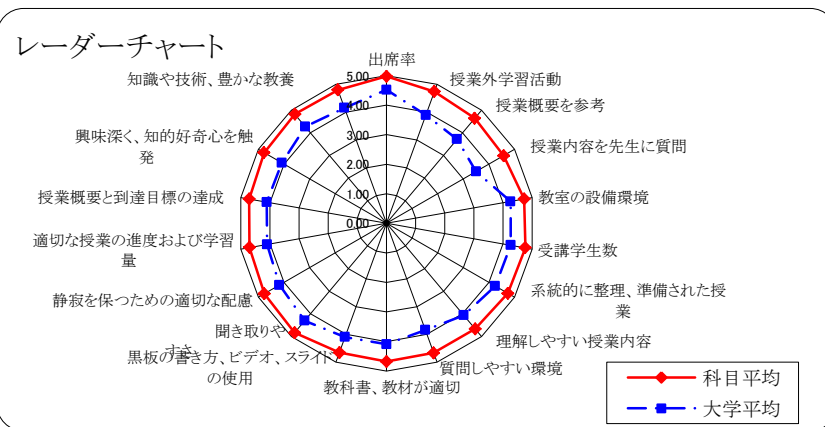 レーダーチャート
出席率
授業外学習活動
授業概要を参考
授業内容を先生に質問
教室の設備環境
受講学生数
系統的に整理、準備された授
業
理解しやすい授業内容
質問しやすい環境
教科書、教材が適切
黒板の書き方、ビデオ、スライド
の使用
聞き取りや
すさ
静寂を保つための適切な配慮
適切な授業の進度および学習
量
授業概要と到達目標の達成
興味深く、知的好奇心を触
発
知識や技術、豊かな教養
5.00
4.00
3.00
2.00
1.00
0.00
科目平均
大学平均